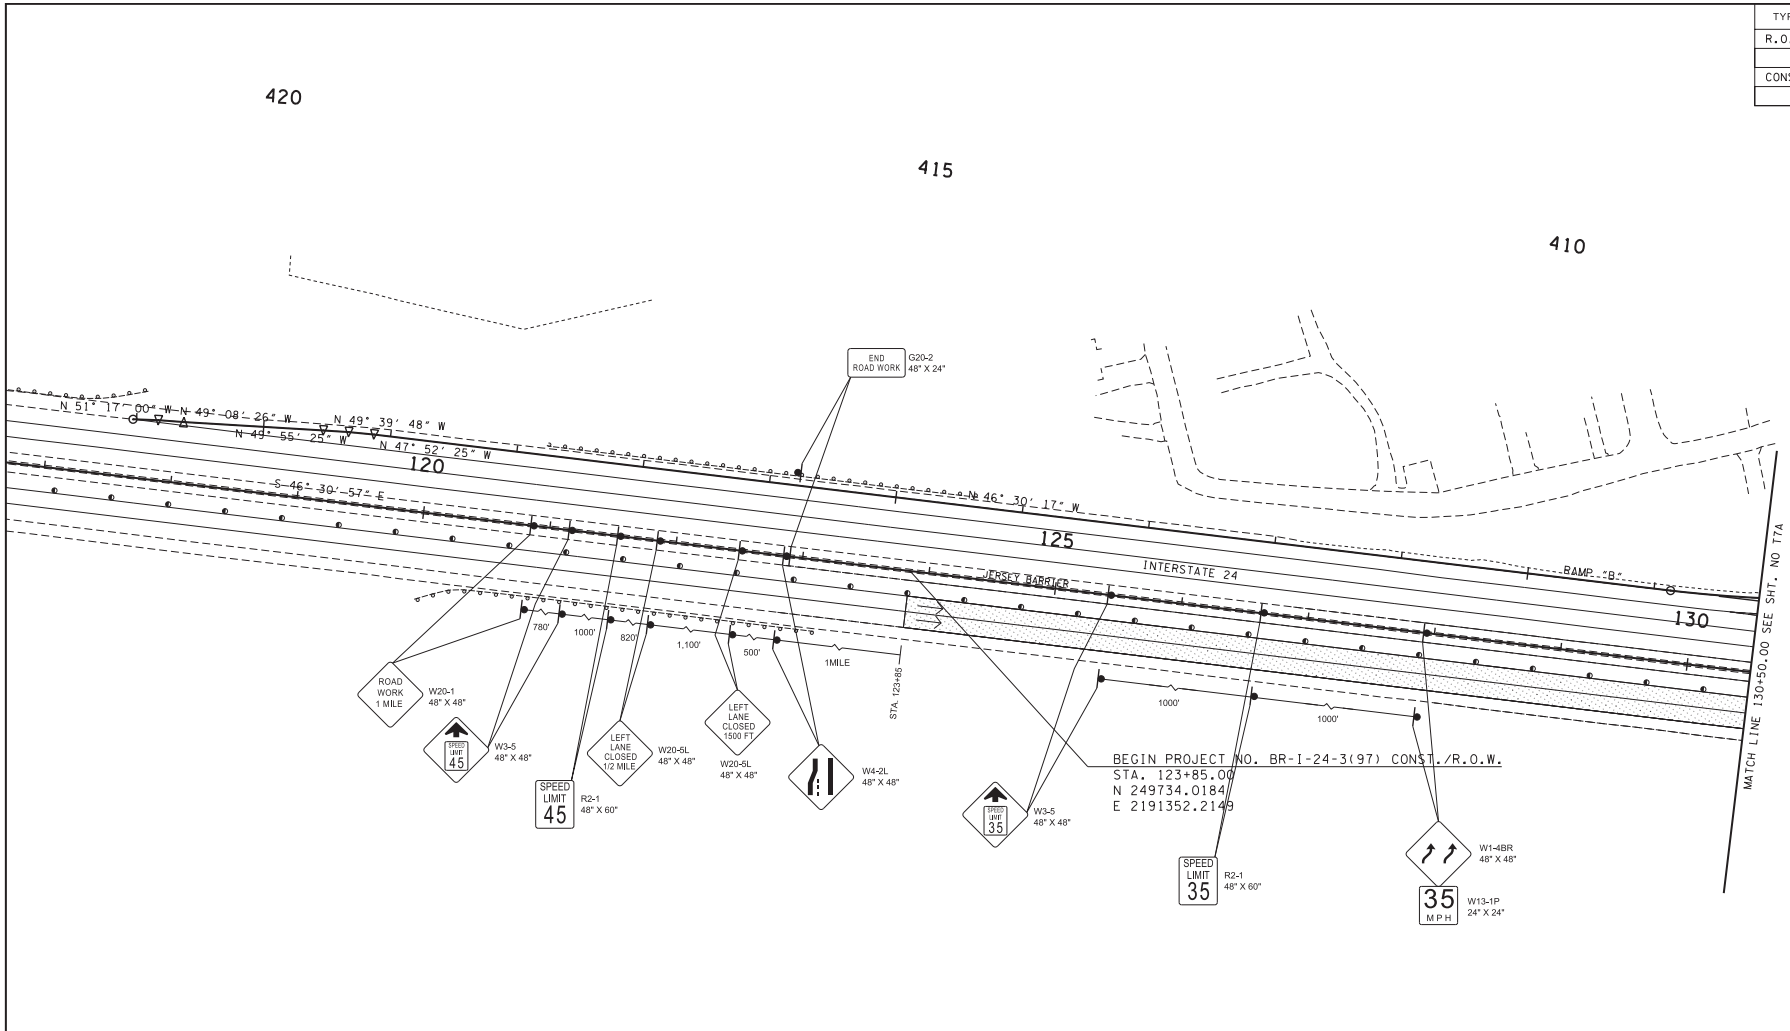 TYP
R.O.
CONS
420
415
410
END
ROAD WORK
G20-2
48" X 24"
N 51° 17' 00" W
N 49° 08' 26" W
N 49° 39' 48" W
N 49° 55' 25" W
N 47° 52' 25" W
120
S 46° 30' 57" E
N 46° 30' 17" W
125
INTERSTATE 24
JERSEY BARRIER
RAMP "B"
130
MATCH LINE 130+50.00 SEE SHT. NO T7A
780'
1000'
820'
1,100'
500'
1MILE
STA. 123+85
1000'
1000'
ROAD
WORK
1 MILE
W20-1
48" X 48"
SPEED
LIMIT
45
W3-5
48" X 48"
SPEED
LIMIT
45
R2-1
48" X 60"
LEFT
LANE
CLOSED
1/2 MILE
W20-5L
48" X 48"
LEFT
LANE
CLOSED
1500 FT
W20-5L
48" X 48"
W4-2L
48" X 48"
BEGIN PROJECT NO. BR-I-24-3(97) CONST./R.O.W.
STA. 123+85.00
N 249734.0184
E 2191352.2149
SPEED
LIMIT
35
W3-5
48" X 48"
SPEED
LIMIT
35
R2-1
48" X 60"
W1-4BR
48" X 48"
35
MPH
W13-1P
24" X 24"